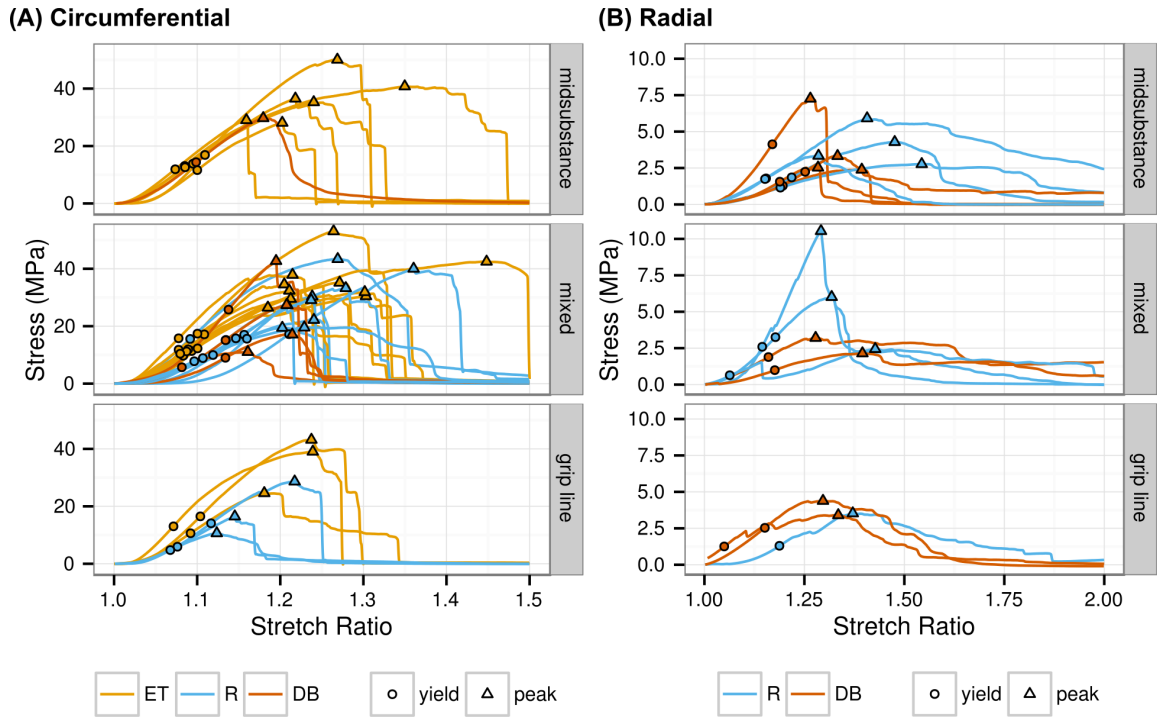 (A) Circumferential
(B) Radial
Stress (MPa)
40
20
0
midsubstance
40
20
0
mixed
40
20
0
grip line
1.0 1.1 1.2 1.3 1.4 1.5
Stretch Ratio
ET R DB yield peak
Stress (MPa)
10.0
7.5
5.0
2.5
0.0
midsubstance
10.0
7.5
5.0
2.5
0.0
mixed
10.0
7.5
5.0
2.5
0.0
grip line
1.00 1.25 1.50 1.75 2.00
Stretch Ratio
R DB yield peak